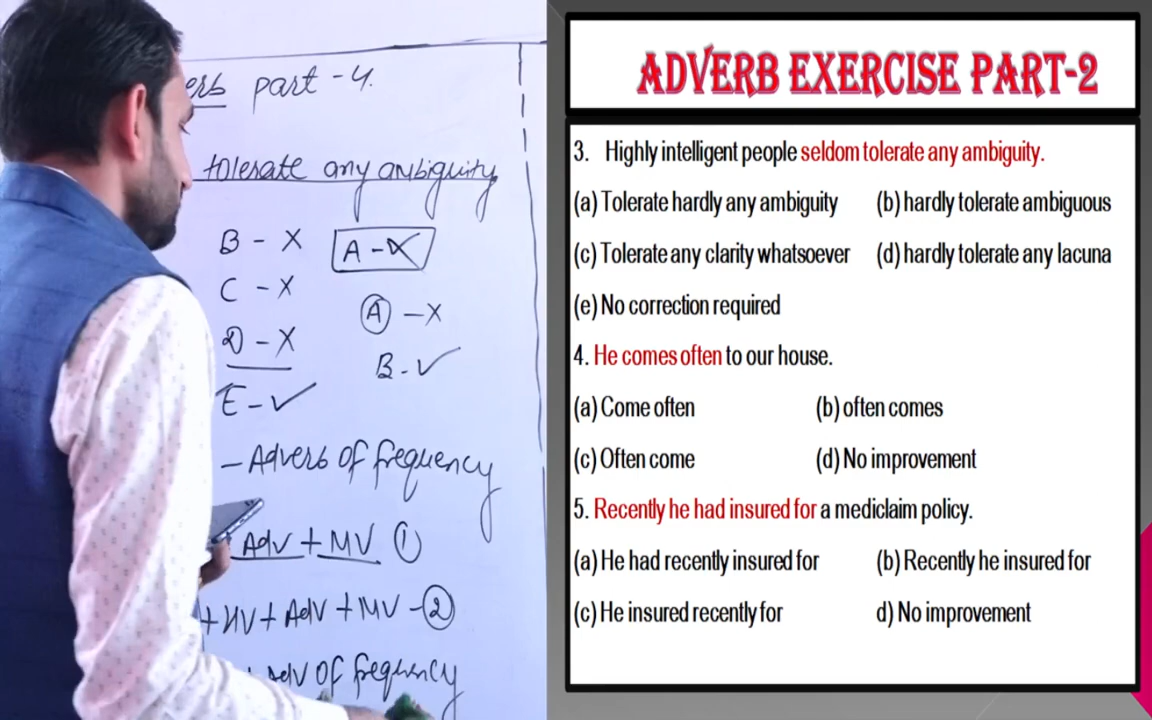 erb part -4.
tolerate any ambiguity
B - X A - X
C - X
A - X
D - X
B - ✓
E - ✓
- Adverb of frequency
Adv + MV 1
+ HV + Adv + MV - 2
Adv of frequency
ADVERB EXERCISE PART-2
3. Highly intelligent people seldom tolerate any ambiguity.
(a) Tolerate hardly any ambiguity (b) hardly tolerate ambiguous
(c) Tolerate any clarity whatsoever (d) hardly tolerate any lacuna
(e) No correction required
4. He comes often to our house.
(a) Come often (b) often comes
(c) Often come (d) No improvement
5. Recently he had insured for a mediclaim policy.
(a) He had recently insured for (b) Recently he insured for
(c) He insured recently for d) No improvement